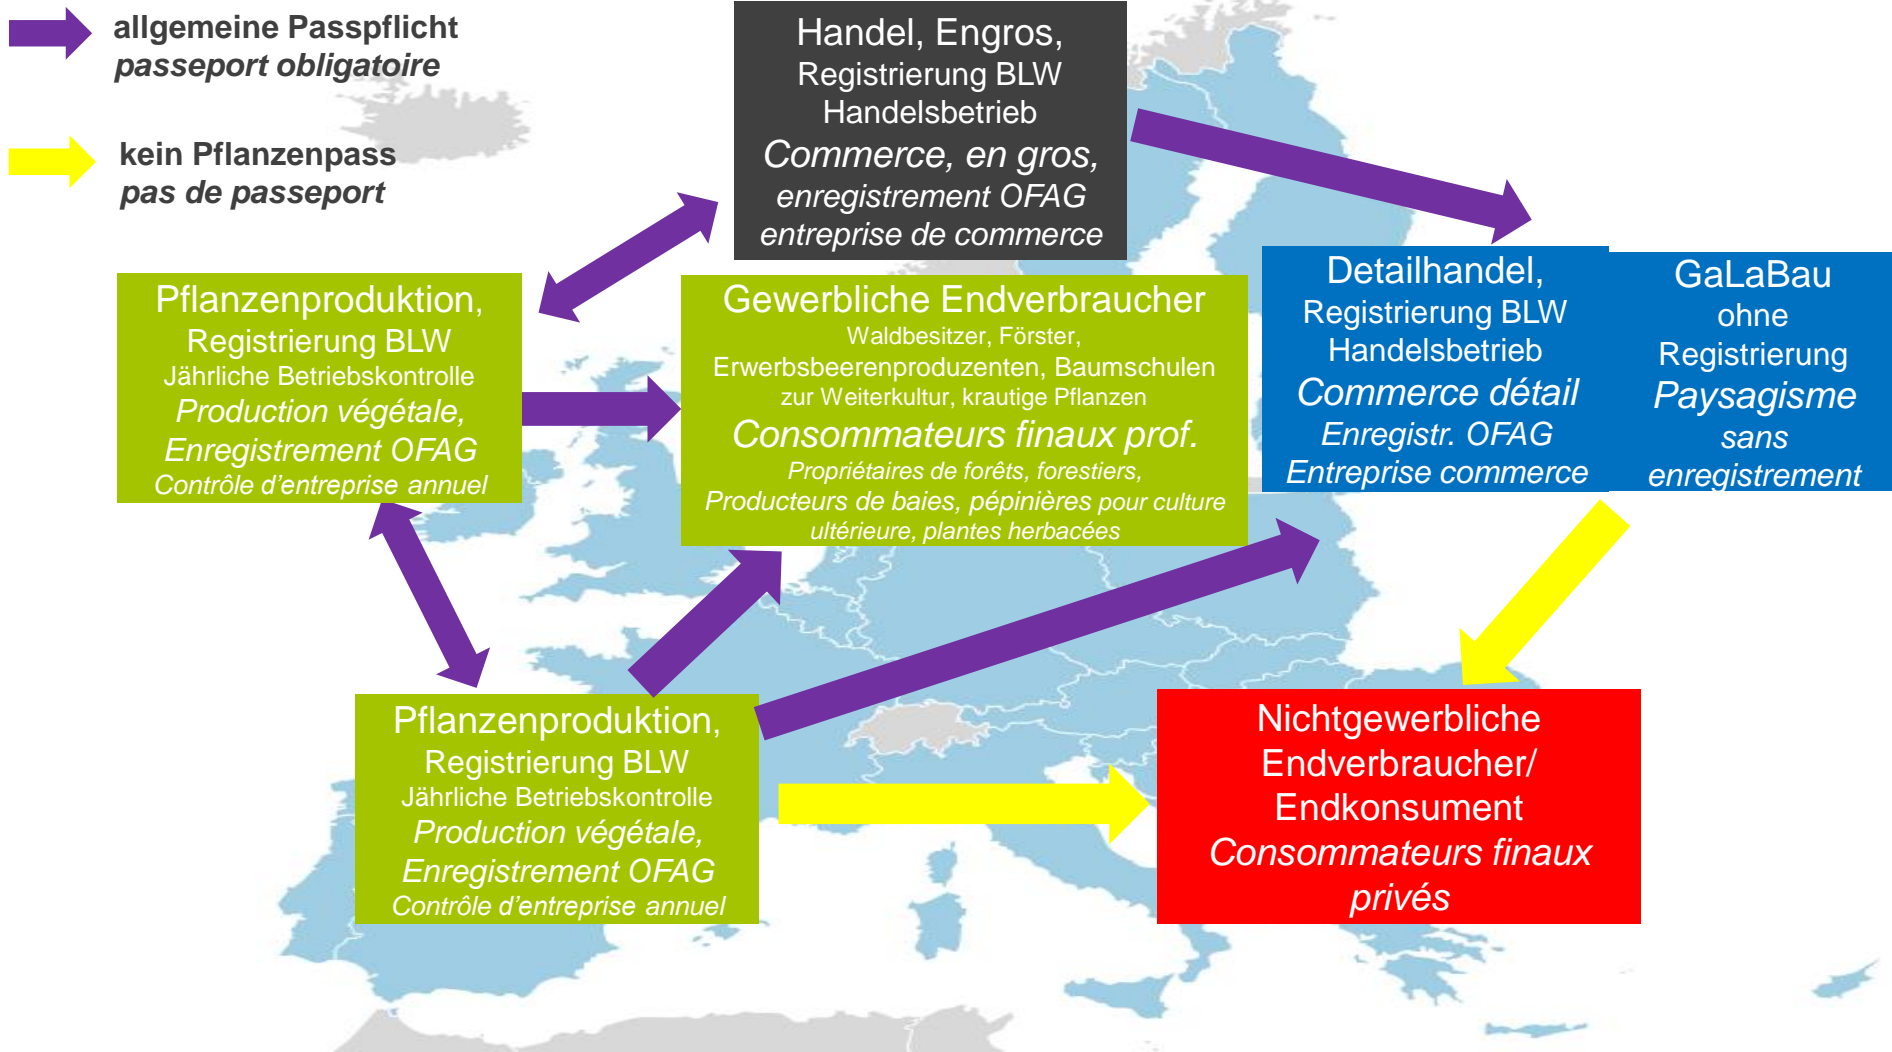 allgemeine Passpflicht
passeport obligatoire
kein Pflanzenpass
pas de passeport
Handel, Engros,
Registrierung BLW
Handelsbetrieb
Commerce, en gros,
enregistrement OFAG
entreprise de commerce
Pflanzenproduktion,
Registrierung BLW
Jährliche Betriebskontrolle
Production végétale,
Enregistrement OFAG
Contrôle d’entreprise annuel
Gewerbliche Endverbraucher
Waldbesitzer, Förster,
Erwerbsbeerenproduzenten, Baumschulen
zur Weiterkultur, krautige Pflanzen
Consommateurs finaux prof.
Propriétaires de forêts, forestiers,
Producteurs de baies, pépinières pour culture
ultérieure, plantes herbacées
Detailhandel,
Registrierung BLW
Handelsbetrieb
Commerce détail
Enregistr. OFAG
Entreprise commerce
GaLaBau
ohne
Registrierung
Paysagisme
sans
enregistrement
Pflanzenproduktion,
Registrierung BLW
Jährliche Betriebskontrolle
Production végétale,
Enregistrement OFAG
Contrôle d’entreprise annuel
Nichtgewerbliche
Endverbraucher/
Endkonsument
Consommateurs finaux
privés